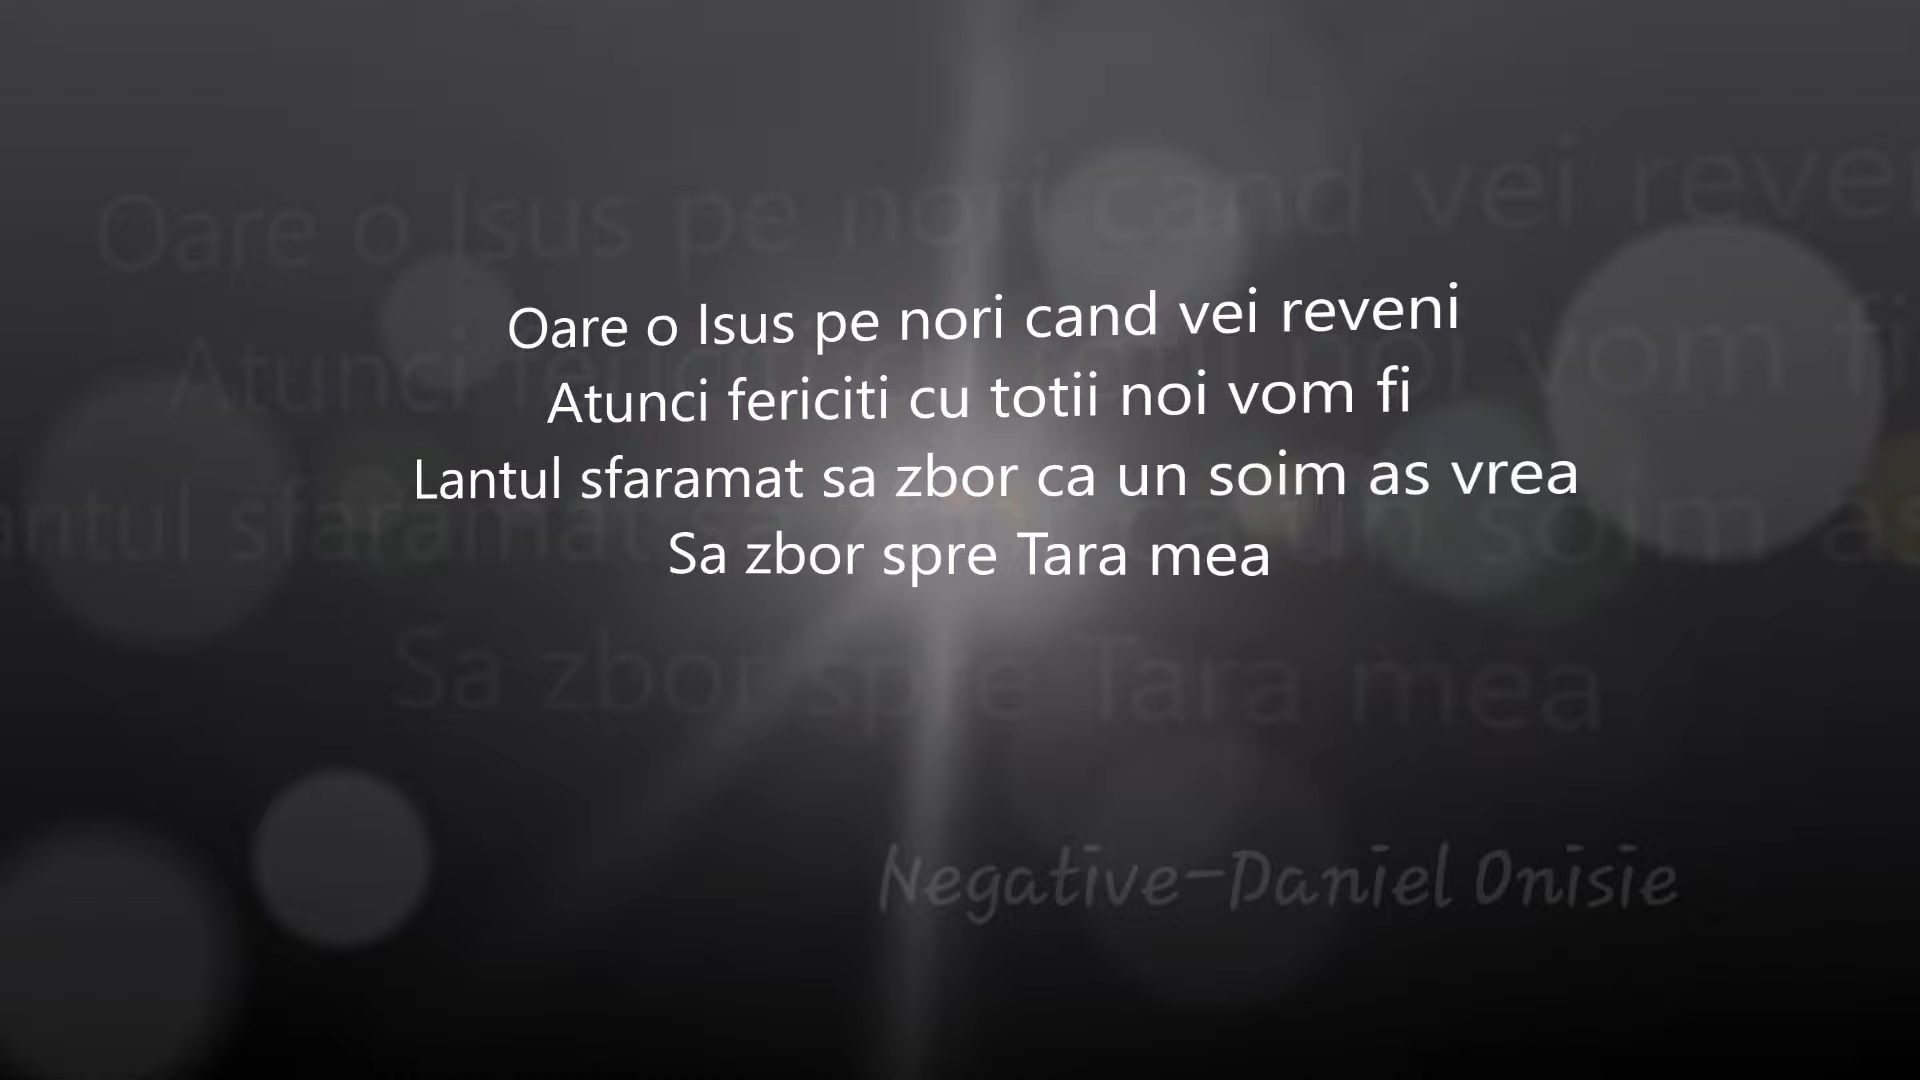 Oare o Isus pe nori cand vei reveni
Atunci fericiti cu totii noi vom fi
Lantul sfaramat sa zbor ca un soim as vrea
Sa zbor spre Tara mea
Negative-Daniel Onisie